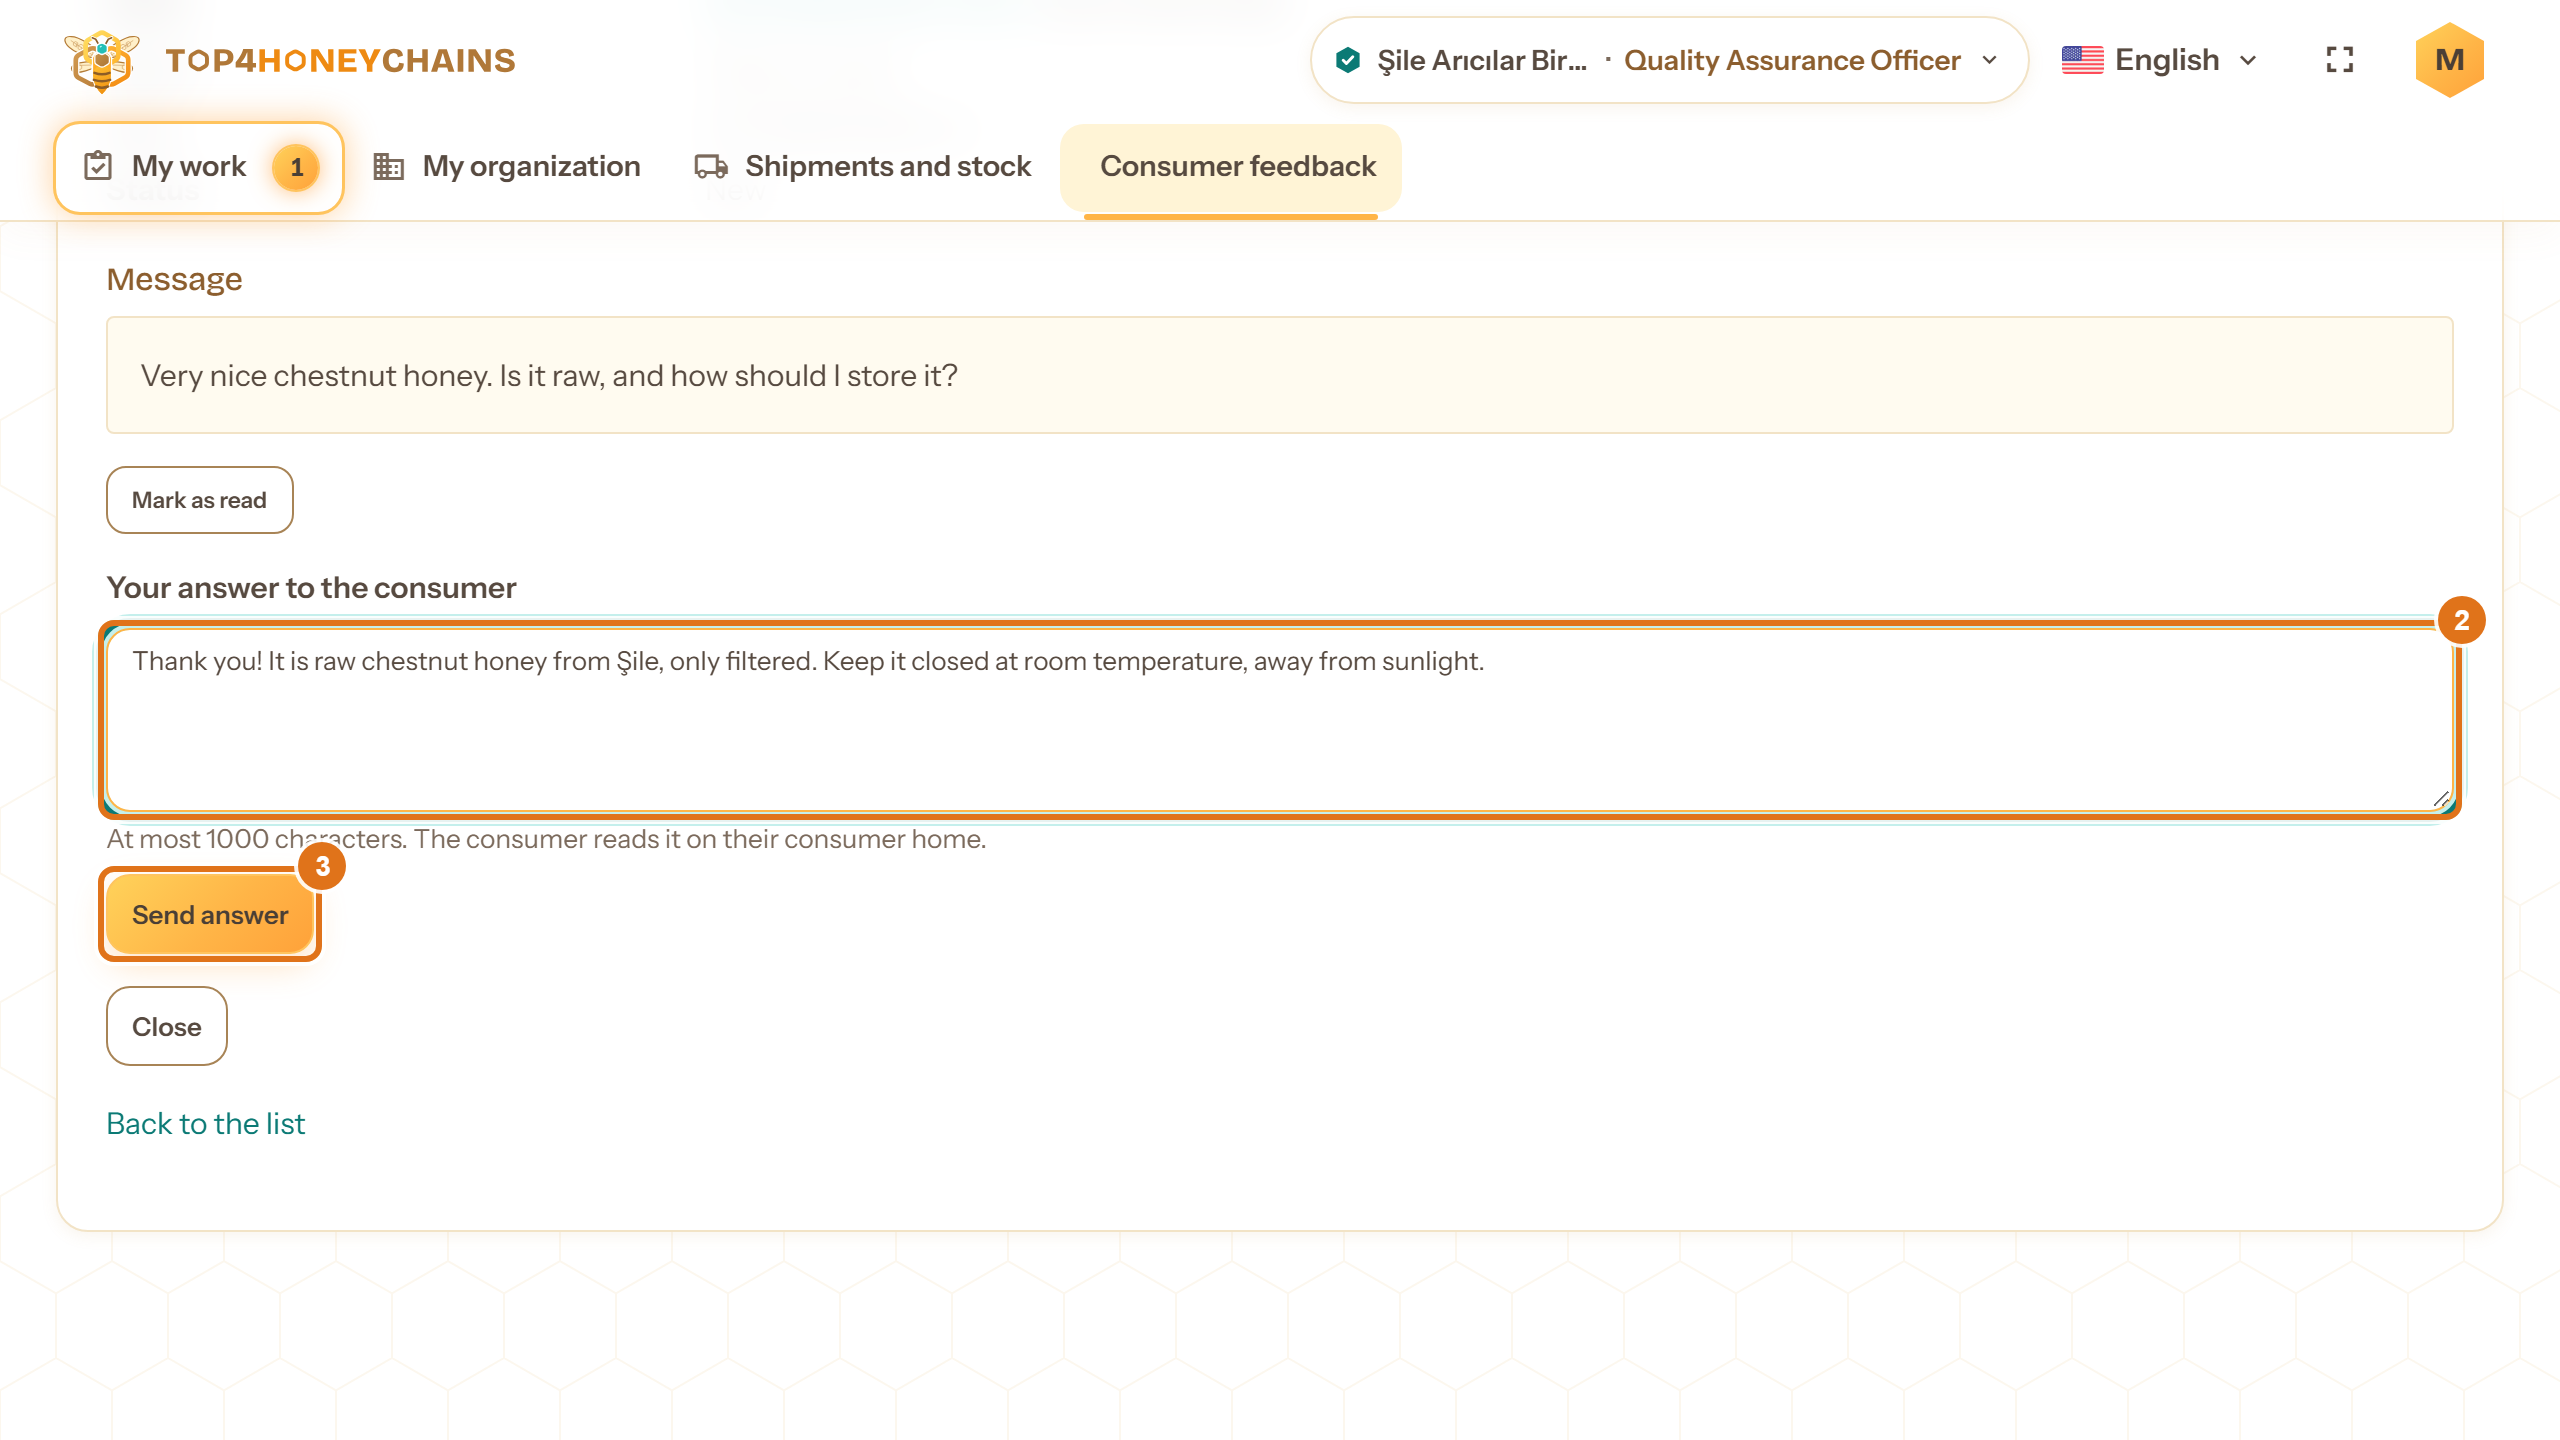 TOP4HONEYCHAINS
Şile Arıcılar Bir... · Quality Assurance Officer
English
M
My work 1
My organization
Shipments and stock
Consumer feedback
Status
New
Message
Very nice chestnut honey. Is it raw, and how should I store it?
Mark as read
Your answer to the consumer
2
Thank you! It is raw chestnut honey from Şile, only filtered. Keep it closed at room temperature, away from sunlight.
At most 1000 characters. The consumer reads it on their consumer home.
3
Send answer
Close
Back to the list